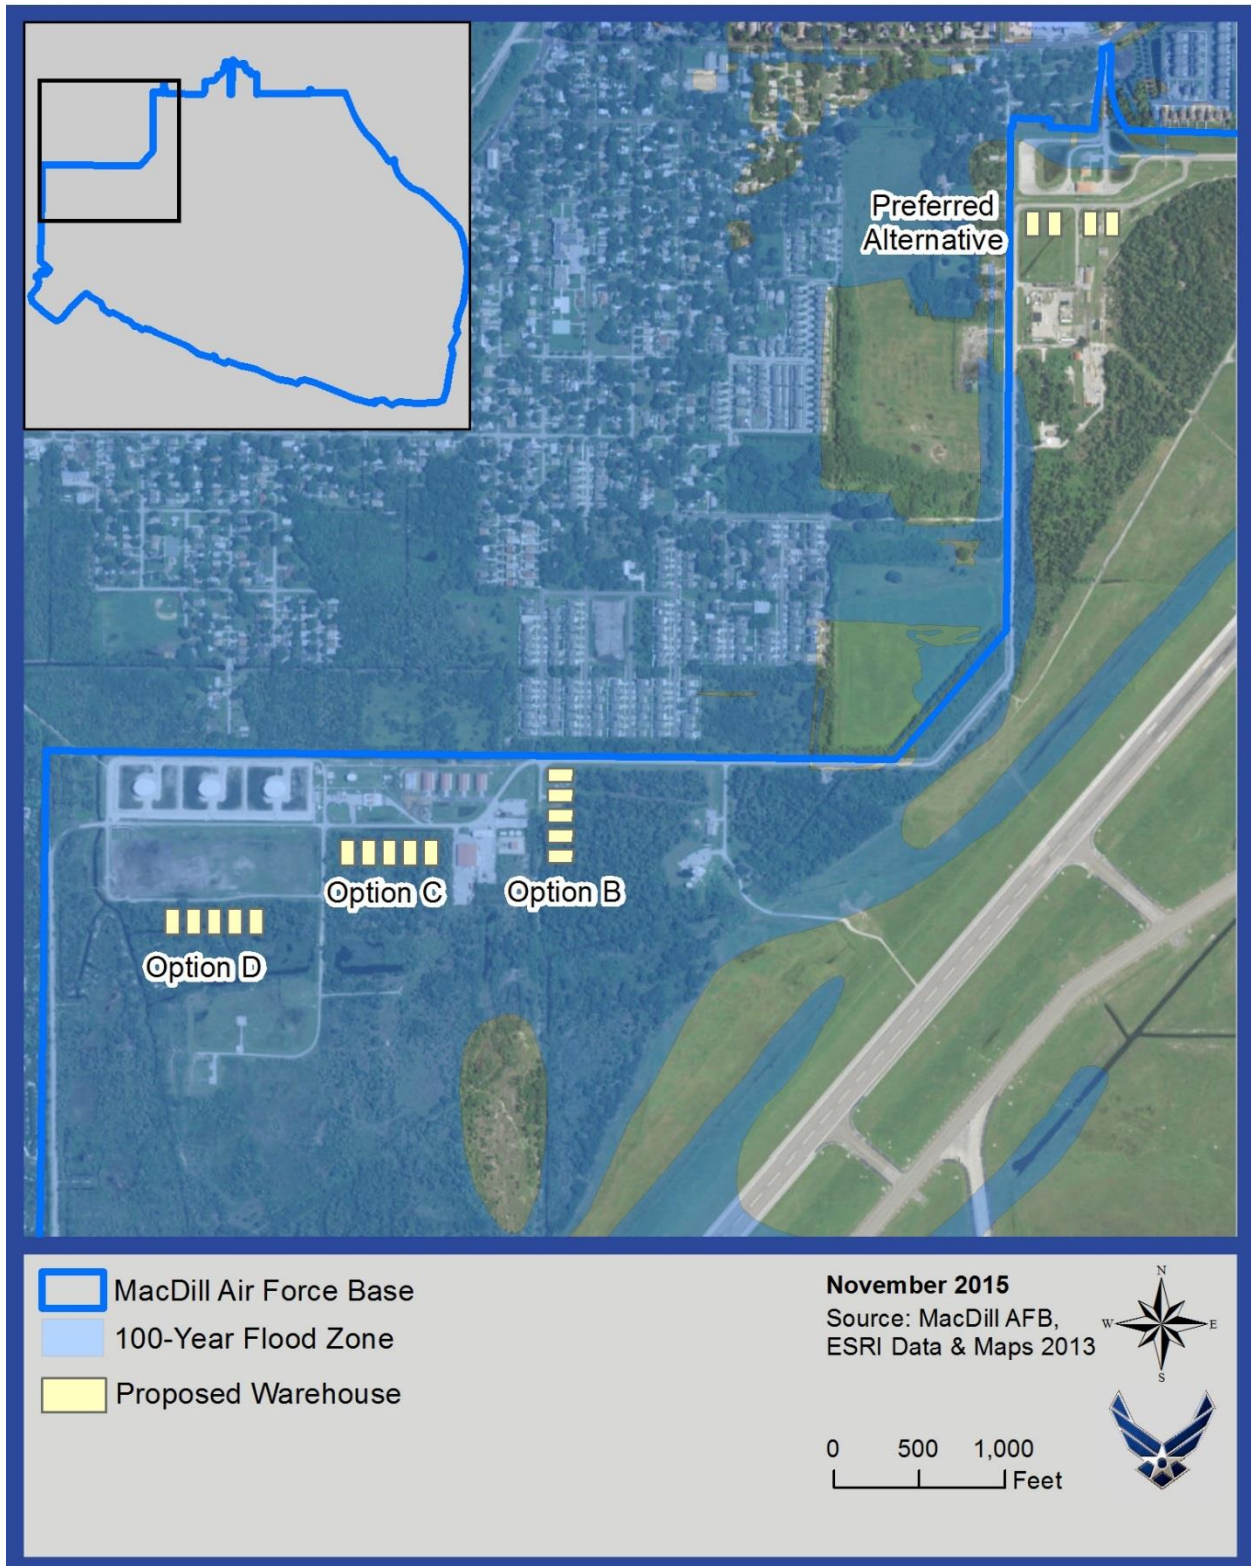 Preferred
Alternative
Option C
Option B
Option D
MacDill Air Force Base
100-Year Flood Zone
Proposed Warehouse
November 2015
Source: MacDill AFB,
ESRI Data & Maps 2013
N
W
E
S
0 500 1,000
Feet